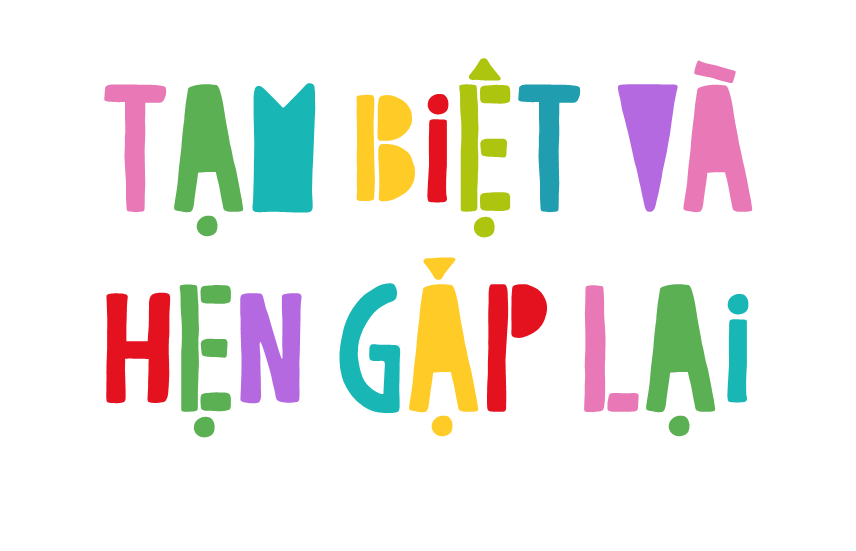 TẠM BIỆT VÀ
HẸN GẶP LẠI